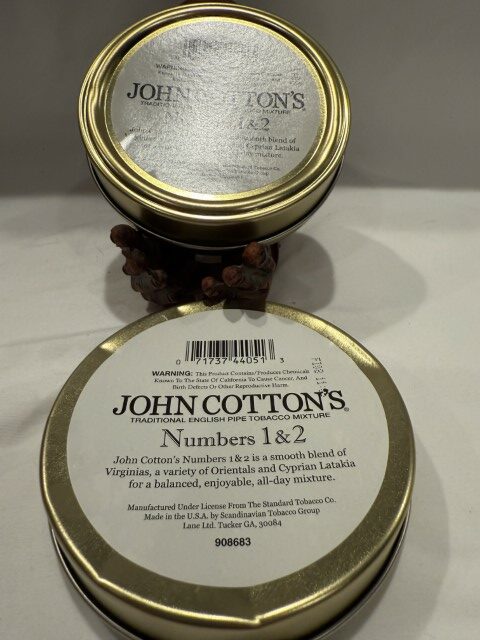 WARNING:
JOHN COTTON'S
TRADITIONAL MIXTURE
1&2
smooth blend of
Cyprian Latakia
mixture.
0 71737 44051 3
WARNING: This Product Contains/Produces Chemicals
Known To The State Of California To Cause Cancer, And
Birth Defects Or Other Reproductive Harm.
JOHN COTTON'S®
TRADITIONAL ENGLISH PIPE TOBACCO MIXTURE
Numbers 1&2
John Cotton's Numbers 1&2 is a smooth blend of
Virginias, a variety of Orientals and Cyprian Latakia
for a balanced, enjoyable, all-day mixture.
Manufactured Under License From The Standard Tobacco Co.
Made in the U.S.A. by Scandinavian Tobacco Group
Lane Ltd. Tucker GA, 30084
908683